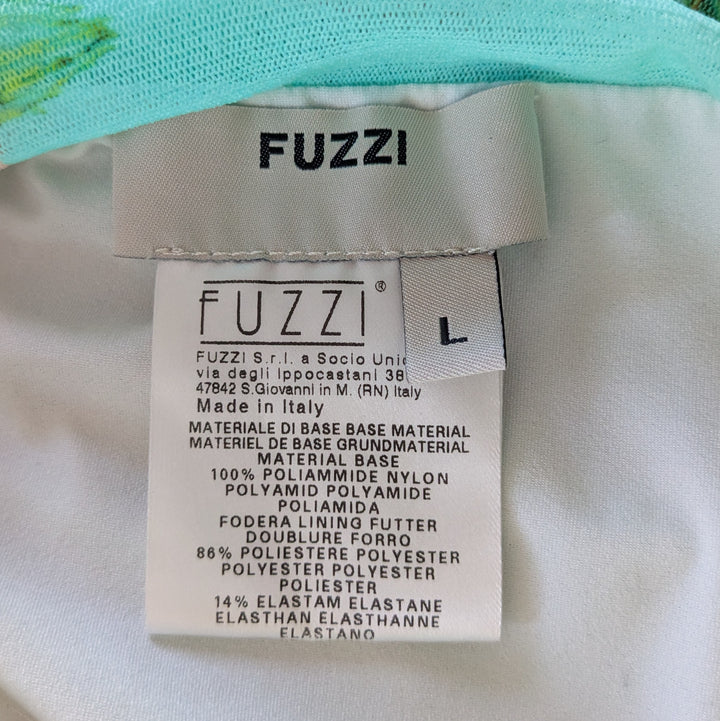 FUZZI
FUZZI®
L
FUZZI S.r.l. a Socio
via degli Ippocastani 38
47842 S.Giovanni in M. (RN) Italy
Made in Italy
MATERIALE DI BASE BASE MATERIAL
MATERIEL DE BASE GRUNDMATERIAL
MATERIAL BASE
100% POLIAMMIDE NYLON
POLYAMID POLYAMIDE
POLIAMIDA
FODERA LINING FUTTER
DOUBLURE FORRO
86% POLIESTERE POLYESTER
POLYESTER POLYESTER
POLIESTER
14% ELASTAM ELASTANE
ELASTHAN ELASTHANNE
ELASTANO